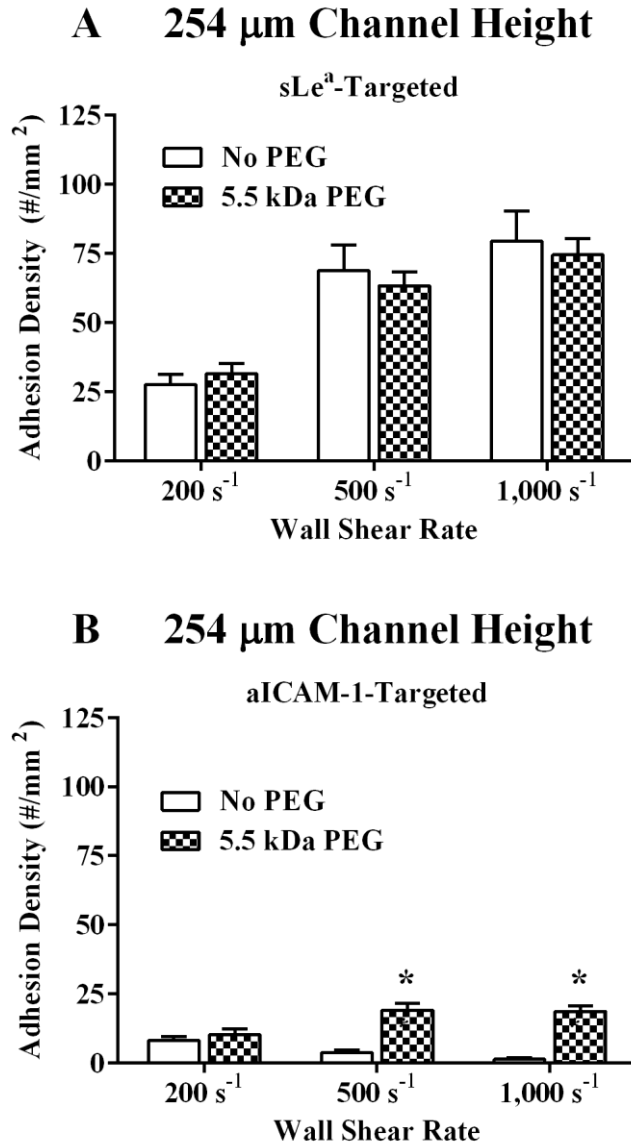 A 254 μm Channel Height
sLeᵃ-Targeted
125
100
75
50
25
0
Adhesion Density (#/mm ²)
No PEG
5.5 kDa PEG
200 s⁻¹ 500 s⁻¹ 1,000 s⁻¹
Wall Shear Rate
B 254 μm Channel Height
aICAM-1-Targeted
125
100
75
50
25
0
Adhesion Density (#/mm ²)
No PEG
5.5 kDa PEG
* *
200 s⁻¹ 500 s⁻¹ 1,000 s⁻¹
Wall Shear Rate